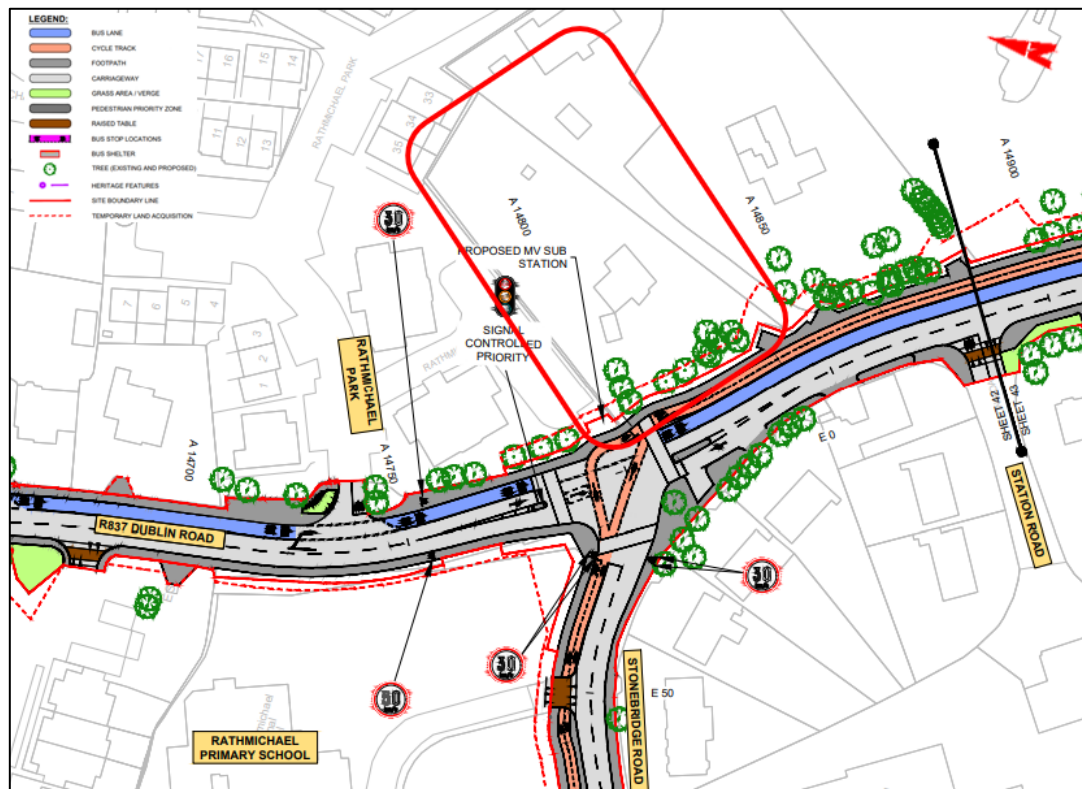 LEGEND:
BUS LANE
CYCLE TRACK
FOOTPATH
CARRIAGEWAY
GRASS AREA / VERGE
PEDESTRIAN PRIORITY ZONE
RAISED TABLE
BUS STOP LOCATIONS
BUS SHELTER
TREE (EXISTING AND PROPOSED)
HERITAGE FEATURES
SITE BOUNDARY LINE
TEMPORARY LAND ACQUISITION
17
16
15
14
11
12
13
RATHMICHAEL PARK
33
34
35
N
A 14900
A 14850
A 14800
PROPOSED MV SUB
STATION
30
SIGNAL
CONTROLLED
PRIORITY
7
6
5
4
3
2
1
RATHMICHAEL
PARK
A 14750
A 14700
R837 DUBLIN ROAD
E 0
SHEET 42
SHEET 43
STATION ROAD
30
30
50
E 50
STONEBRIDGE ROAD
RATHMICHAEL
PRIMARY SCHOOL